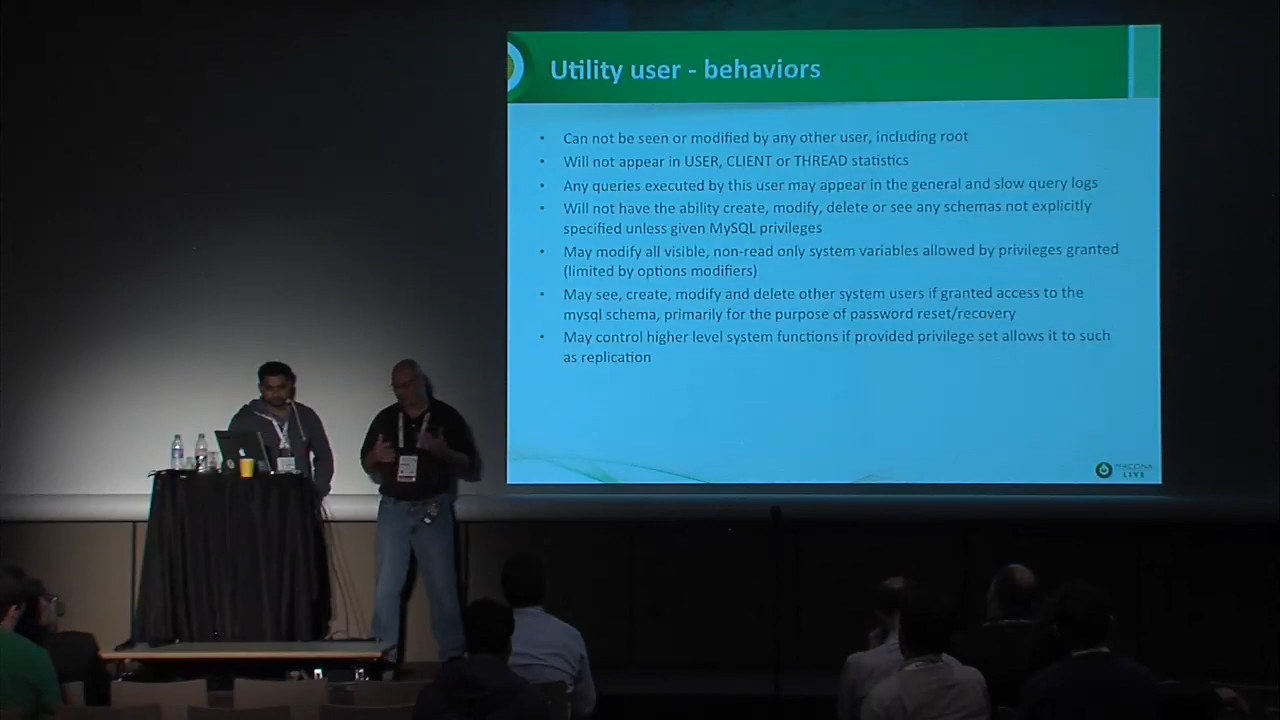 Utility user - behaviors
• Can not be seen or modified by any other user, including root
• Will not appear in USER, CLIENT or THREAD statistics
• Any queries executed by this user may appear in the general and slow query logs
• Will not have the ability create, modify, delete or see any schemas not explicitly
specified unless given MySQL privileges
• May modify all visible, non-read only system variables allowed by privileges granted
(limited by options modifiers)
• May see, create, modify and delete other system users if granted access to the
mysql schema, primarily for the purpose of password reset/recovery
• May control higher level system functions if provided privilege set allows it to such
as replication
PERCONA
LIVE